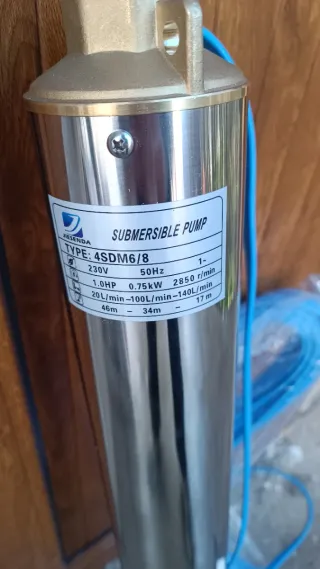 JESENDA
SUBMERSIBLE PUMP
TYPE: 4SDM6/8
230V 50Hz 1~
1.0HP 0.75kW 2850 r/min
20L/min—100L/min—140L/min
46m – 34m – 17m